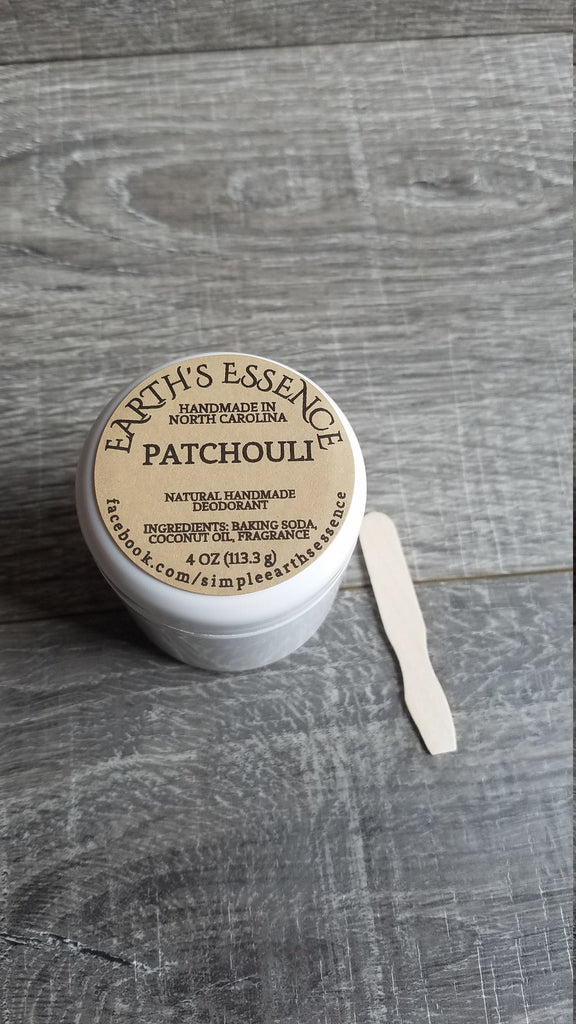 EARTH'S ESSENCE
HANDMADE IN
NORTH CAROLINA
PATCHOULI
NATURAL HANDMADE
DEODORANT
INGREDIENTS: BAKING SODA,
COCONUT OIL, FRAGRANCE
4 OZ (113.3 g)
facebook.com/simpleearthsessence